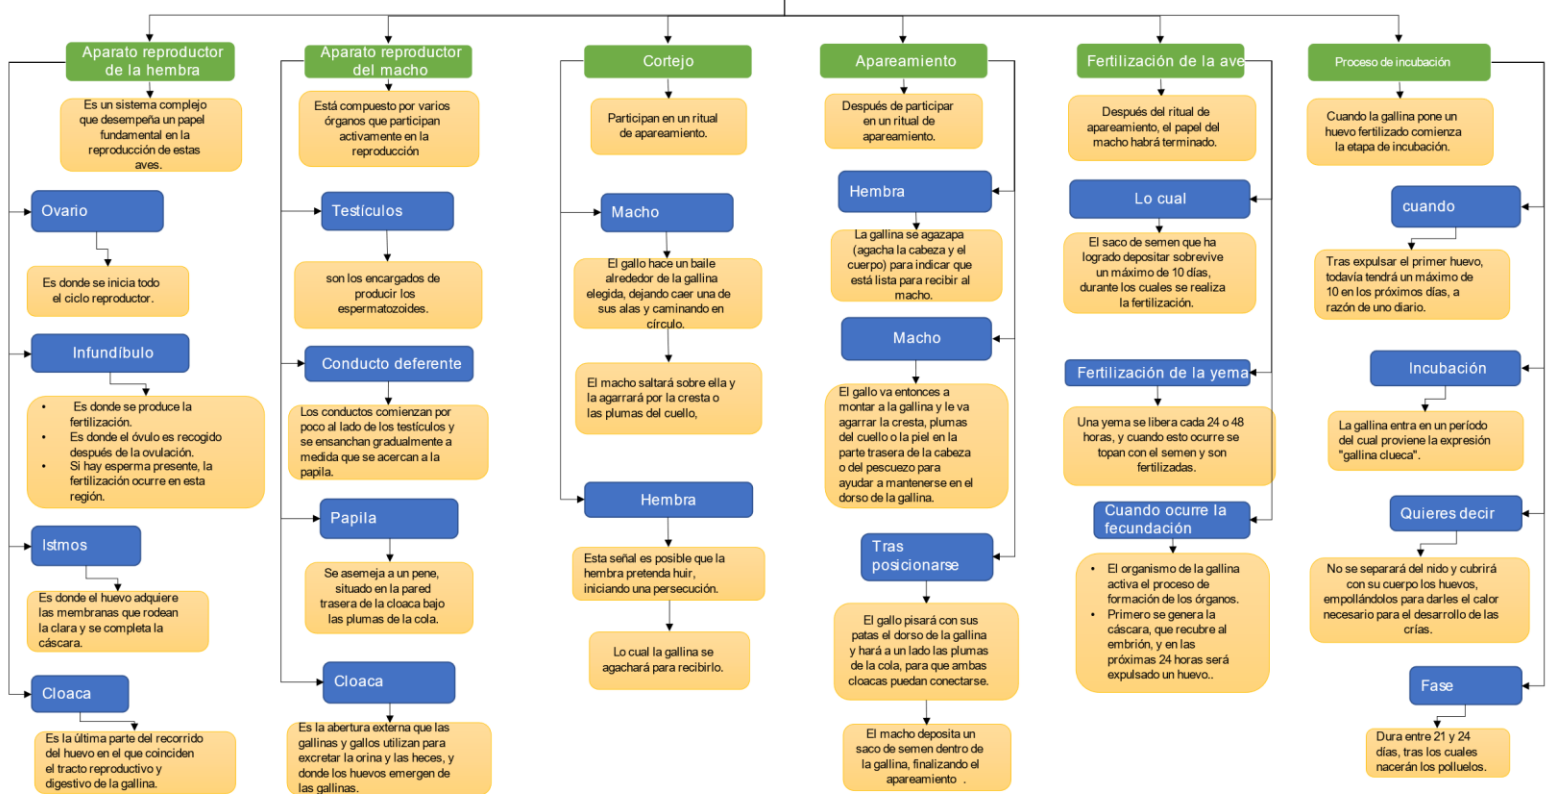 Aparato reproductor
de la hembra
Es un sistema complejo
que desempeña un papel
fundamental en la
reproducción de estas
aves.
Ovario
Es donde se inicia todo
el ciclo reproductor.
Infundíbulo
• Es donde se produce la
fertilización.
• Es donde el óvulo es recogido
después de la ovulación.
• Si hay esperma presente, la
fertilización ocurre en esta
región.
Istmos
Es donde el huevo adquiere
las membranas que rodean
la clara y se completa la
cáscara.
Cloaca
Es la última parte del recorrido
del huevo en el que coinciden
el tracto reproductivo y
digestivo de la gallina.
Aparato reproductor
del macho
Está compuesto por varios
órganos que participan
activamente en la
reproducción
Testículos
son los encargados de
producir los
espermatozoides.
Conducto deferente
Los conductos comienzan por
poco al lado de los testículos y
se ensanchan gradualmente a
medida que se acercan a la
papila.
Papila
Se asemeja a un pene,
situado en la pared
trasera de la cloaca bajo
las plumas de la cola.
Cloaca
Es la abertura externa que las
gallinas y gallos utilizan para
excretar la orina y las heces, y
donde los huevos emergen de
las gallinas.
Cortejo
Participan en un ritual
de apareamiento.
Macho
El gallo hace un baile
alrededor de la gallina
elegida, dejando caer una de
sus alas y caminando en
círculo.
El macho saltará sobre ella y
la agarrará por la cresta o
las plumas del cuello,
Hembra
Esta señal es posible que la
hembra pretenda huir,
iniciando una persecución.
Lo cual la gallina se
agachará para recibirlo.
Apareamiento
Después de participar
en un ritual de
apareamiento.
Hembra
La gallina se agazapa
(agacha la cabeza y el
cuerpo) para indicar que
está lista para recibir al
macho.
Macho
El gallo va entonces a
montar a la gallina y le va
agarrar la cresta, plumas
del cuello o la piel en la
parte trasera de la cabeza
o del pescuezo para
ayudar a mantenerse en el
dorso de la gallina.
Tras
posicionarse
El gallo pisará con sus
patas el dorso de la gallina
y hará a un lado las plumas
de la cola, para que ambas
cloacas puedan conectarse.
El macho deposita un
saco de semen dentro de
la gallina, finalizando el
apareamiento .
Fertilización de la ave
Después del ritual de
apareamiento, el papel del
macho habrá terminado.
Lo cual
El saco de semen que ha
logrado depositar sobrevive
un máximo de 10 días,
durante los cuales se realiza
la fertilización.
Fertilización de la yema
Una yema se libera cada 24 o 48
horas, y cuando esto ocurre se
topan con el semen y son
fertilizadas.
Cuando ocurre la
fecundación
• El organismo de la gallina
activa el proceso de
formación de los órganos.
• Primero se genera la
cáscara, que recubre al
embrión, y en las
próximas 24 horas será
expulsado un huevo..
Proceso de incubación
Cuando la gallina pone un
huevo fertilizado comienza
la etapa de incubación.
cuando
Tras expulsar el primer huevo,
todavía tendrá un máximo de
10 en los próximos días, a
razón de uno diario.
Incubación
La gallina entra en un período
del cual proviene la expresión
"gallina clueca".
Quieres decir
No se separará del nido y cubrirá
con su cuerpo los huevos,
empollándolos para darles el calor
necesario para el desarrollo de las
crías.
Fase
Dura entre 21 y 24
días, tras los cuales
nacerán los polluelos.